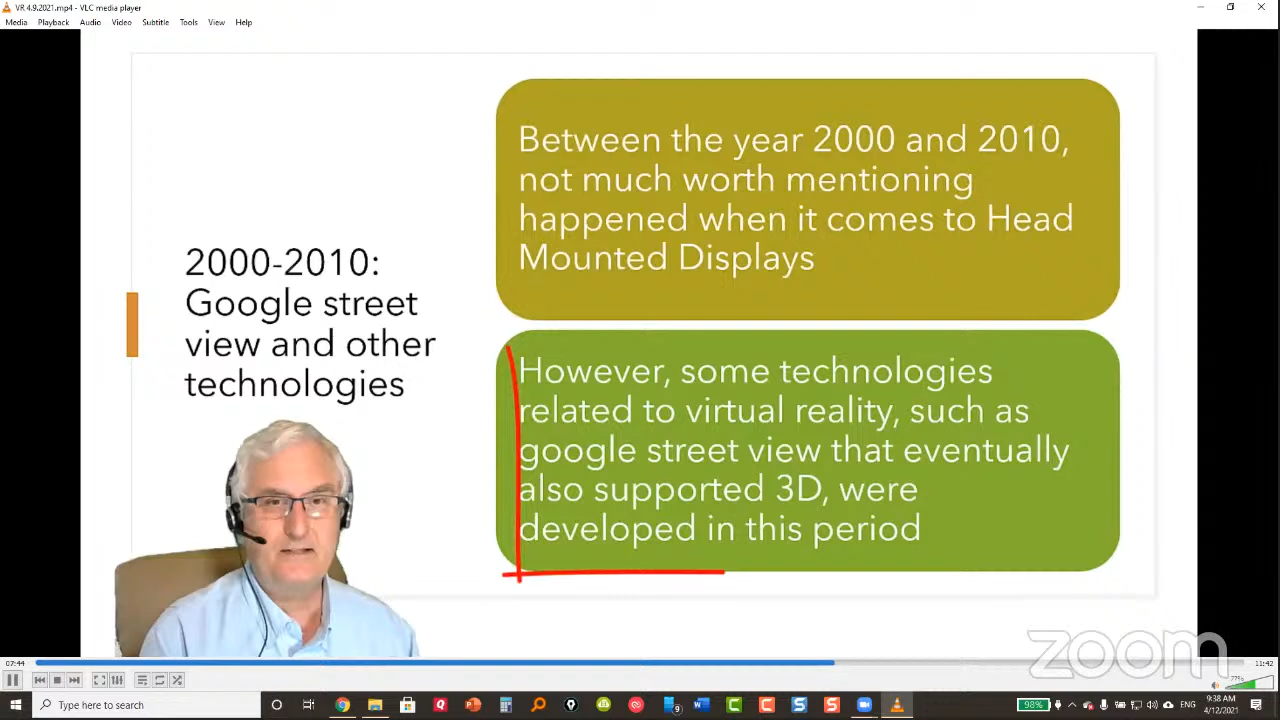 VR 4.9.2021.mp4 - VLC media player
Media Playback Audio Video Subtitle Tools View Help
2000-2010:
Google street
view and other
technologies
Between the year 2000 and 2010,
not much worth mentioning
happened when it comes to Head
Mounted Displays
However, some technologies
related to virtual reality, such as
google street view that eventually
also supported 3D, were
developed in this period
zoom
07:44
11:42
77%
Type here to search
98%
9:38 AM
4/12/2021